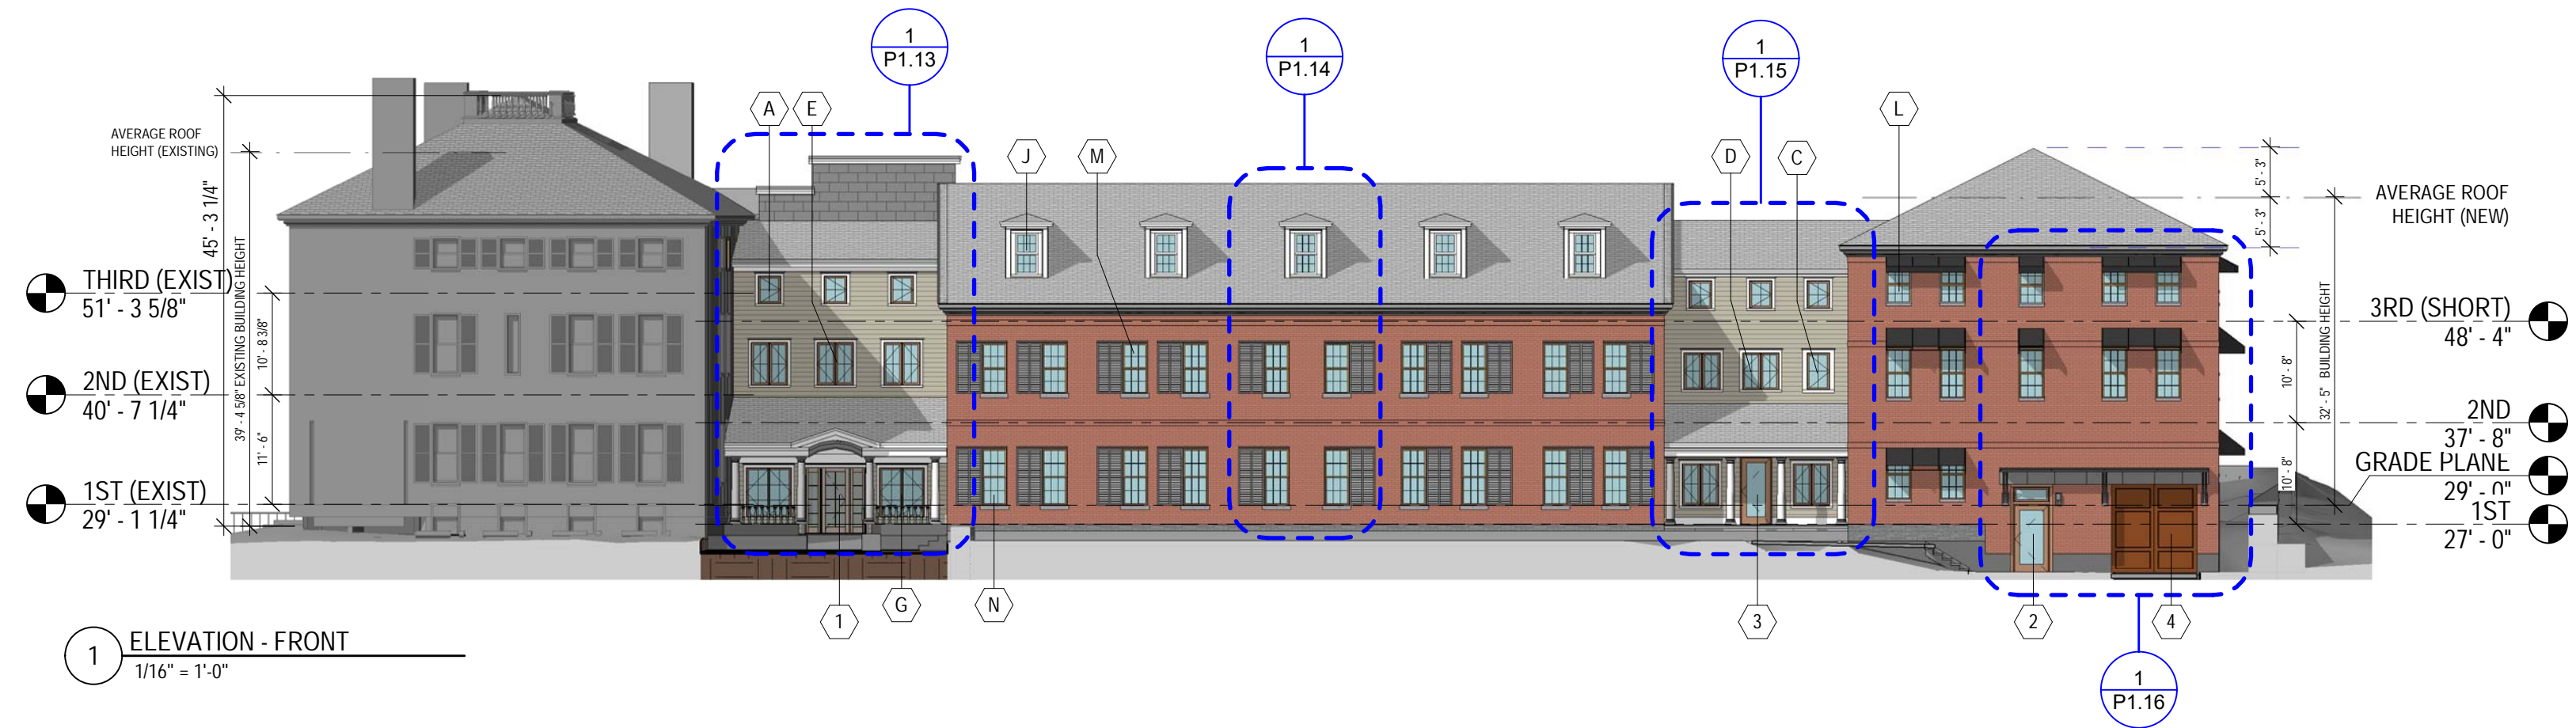 1
P1.13
1
P1.14
1
P1.15
A
E
J
M
D
C
L
AVERAGE ROOF
HEIGHT (EXISTING)
45' - 3 1/4"
39' - 4 5/8" EXISTING BUILDING HEIGHT
10' - 8 3/8"
11' - 6"
THIRD (EXIST)
51' - 3 5/8"
2ND (EXIST)
40' - 7 1/4"
1ST (EXIST)
29' - 1 1/4"
5' - 3"
5' - 3"
AVERAGE ROOF
HEIGHT (NEW)
32' - 5" BUILDING HEIGHT
10' - 8"
10' - 8"
3RD (SHORT)
48' - 4"
2ND
37' - 8"
GRADE PLANE
29' - 0"
1ST
27' - 0"
1
G
N
3
2
4
1
P1.16
1
ELEVATION - FRONT
1/16" = 1'-0"